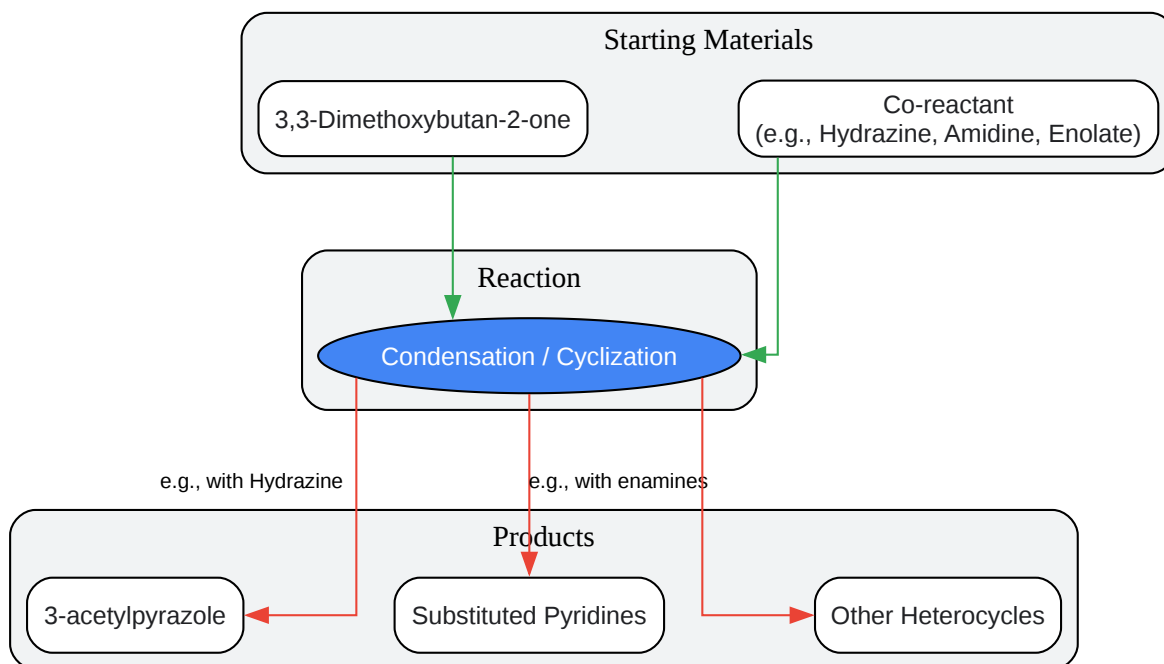 Starting Materials
3,3-Dimethoxybutan-2-one
Co-reactant
(e.g., Hydrazine, Amidine, Enolate)
Reaction
Condensation / Cyclization
e.g., with Hydrazine
e.g., with enamines
Products
3-acetylpyrazole
Substituted Pyridines
Other Heterocycles